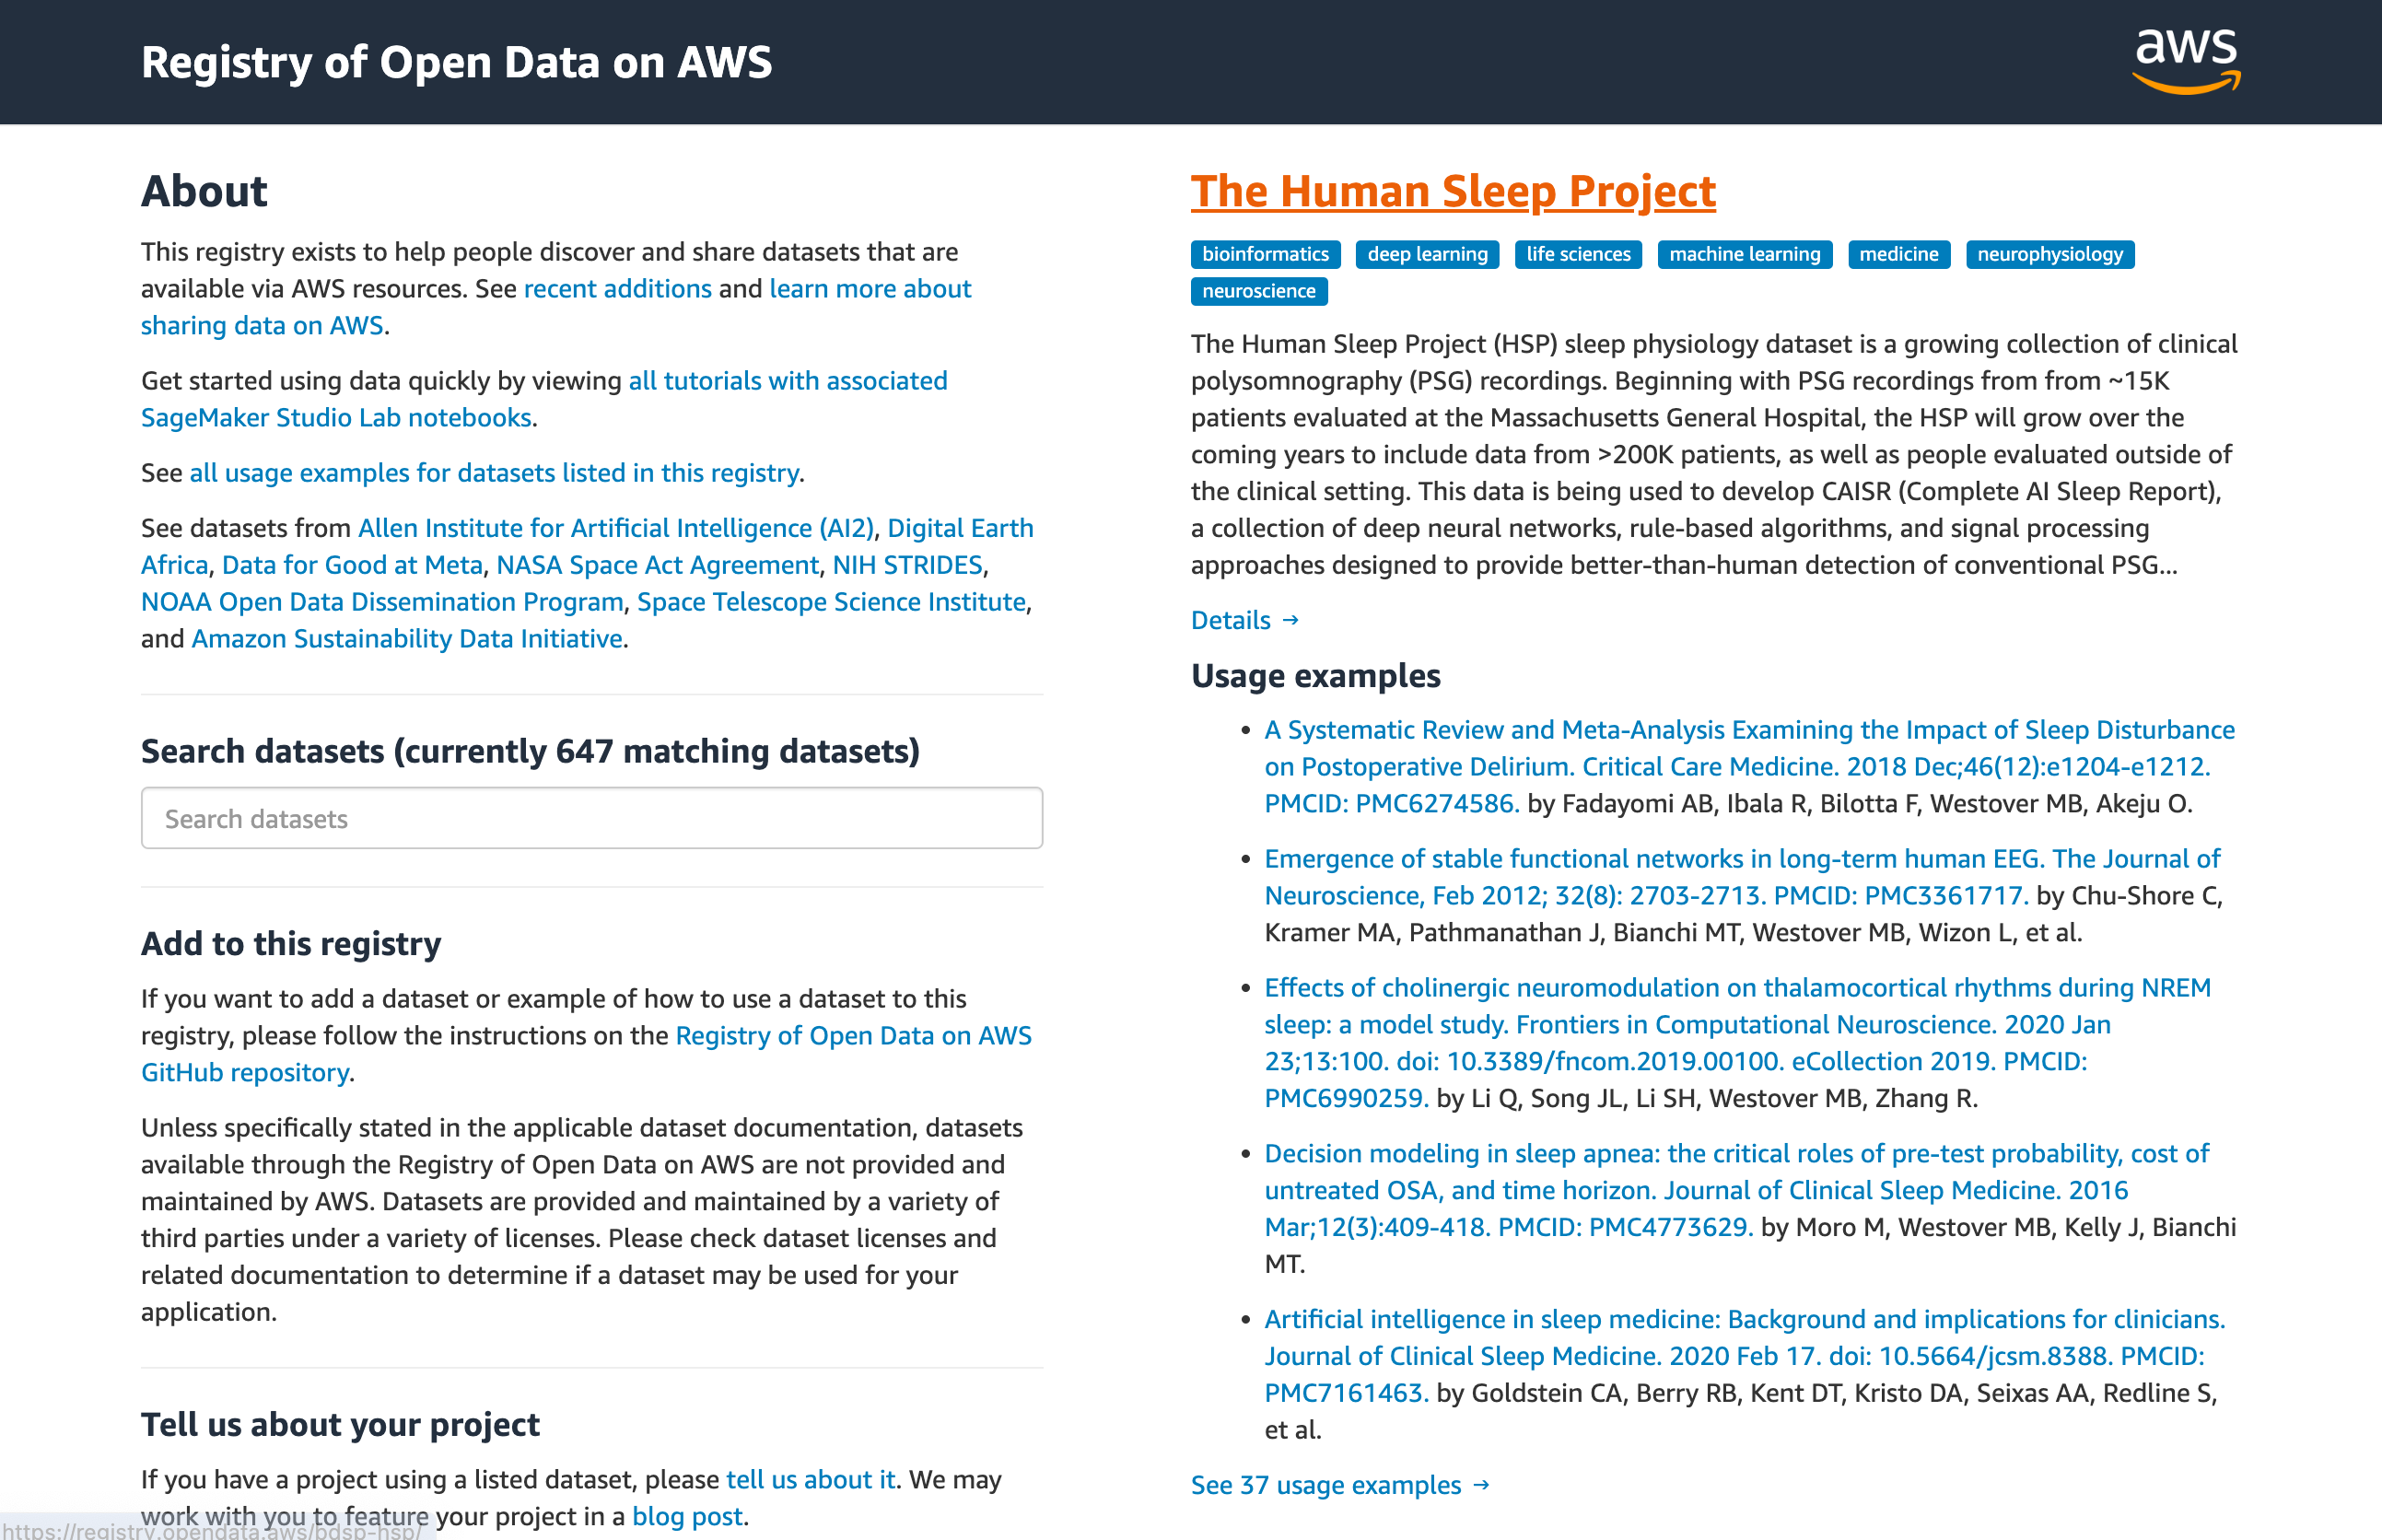 Registry of Open Data on AWS
aws
About
This registry exists to help people discover and share datasets that are
available via AWS resources. See recent additions and learn more about
sharing data on AWS.
Get started using data quickly by viewing all tutorials with associated
SageMaker Studio Lab notebooks.
See all usage examples for datasets listed in this registry.
See datasets from Allen Institute for Artificial Intelligence (AI2), Digital Earth
Africa, Data for Good at Meta, NASA Space Act Agreement, NIH STRIDES,
NOAA Open Data Dissemination Program, Space Telescope Science Institute,
and Amazon Sustainability Data Initiative.
Search datasets (currently 647 matching datasets)
Search datasets
Add to this registry
If you want to add a dataset or example of how to use a dataset to this
registry, please follow the instructions on the Registry of Open Data on AWS
GitHub repository.
Unless specifically stated in the applicable dataset documentation, datasets
available through the Registry of Open Data on AWS are not provided and
maintained by AWS. Datasets are provided and maintained by a variety of
third parties under a variety of licenses. Please check dataset licenses and
related documentation to determine if a dataset may be used for your
application.
Tell us about your project
If you have a project using a listed dataset, please tell us about it. We may
work with you to feature your project in a blog post.
https://registry.opendata.aws/bdsp-hsp/
The Human Sleep Project
bioinformatics deep learning life sciences machine learning medicine neurophysiology
neuroscience
The Human Sleep Project (HSP) sleep physiology dataset is a growing collection of clinical
polysomnography (PSG) recordings. Beginning with PSG recordings from from ~15K
patients evaluated at the Massachusetts General Hospital, the HSP will grow over the
coming years to include data from >200K patients, as well as people evaluated outside of
the clinical setting. This data is being used to develop CAISR (Complete AI Sleep Report),
a collection of deep neural networks, rule-based algorithms, and signal processing
approaches designed to provide better-than-human detection of conventional PSG...
Details →
Usage examples
• A Systematic Review and Meta-Analysis Examining the Impact of Sleep Disturbance
on Postoperative Delirium. Critical Care Medicine. 2018 Dec;46(12):e1204-e1212.
PMCID: PMC6274586. by Fadayomi AB, Ibala R, Bilotta F, Westover MB, Akeju O.
• Emergence of stable functional networks in long-term human EEG. The Journal of
Neuroscience, Feb 2012; 32(8): 2703-2713. PMCID: PMC3361717. by Chu-Shore C,
Kramer MA, Pathmanathan J, Bianchi MT, Westover MB, Wizon L, et al.
• Effects of cholinergic neuromodulation on thalamocortical rhythms during NREM
sleep: a model study. Frontiers in Computational Neuroscience. 2020 Jan
23;13:100. doi: 10.3389/fncom.2019.00100. eCollection 2019. PMCID:
PMC6990259. by Li Q, Song JL, Li SH, Westover MB, Zhang R.
• Decision modeling in sleep apnea: the critical roles of pre-test probability, cost of
untreated OSA, and time horizon. Journal of Clinical Sleep Medicine. 2016
Mar;12(3):409-418. PMCID: PMC4773629. by Moro M, Westover MB, Kelly J, Bianchi
MT.
• Artificial intelligence in sleep medicine: Background and implications for clinicians.
Journal of Clinical Sleep Medicine. 2020 Feb 17. doi: 10.5664/jcsm.8388. PMCID:
PMC7161463. by Goldstein CA, Berry RB, Kent DT, Kristo DA, Seixas AA, Redline S,
et al.
See 37 usage examples →